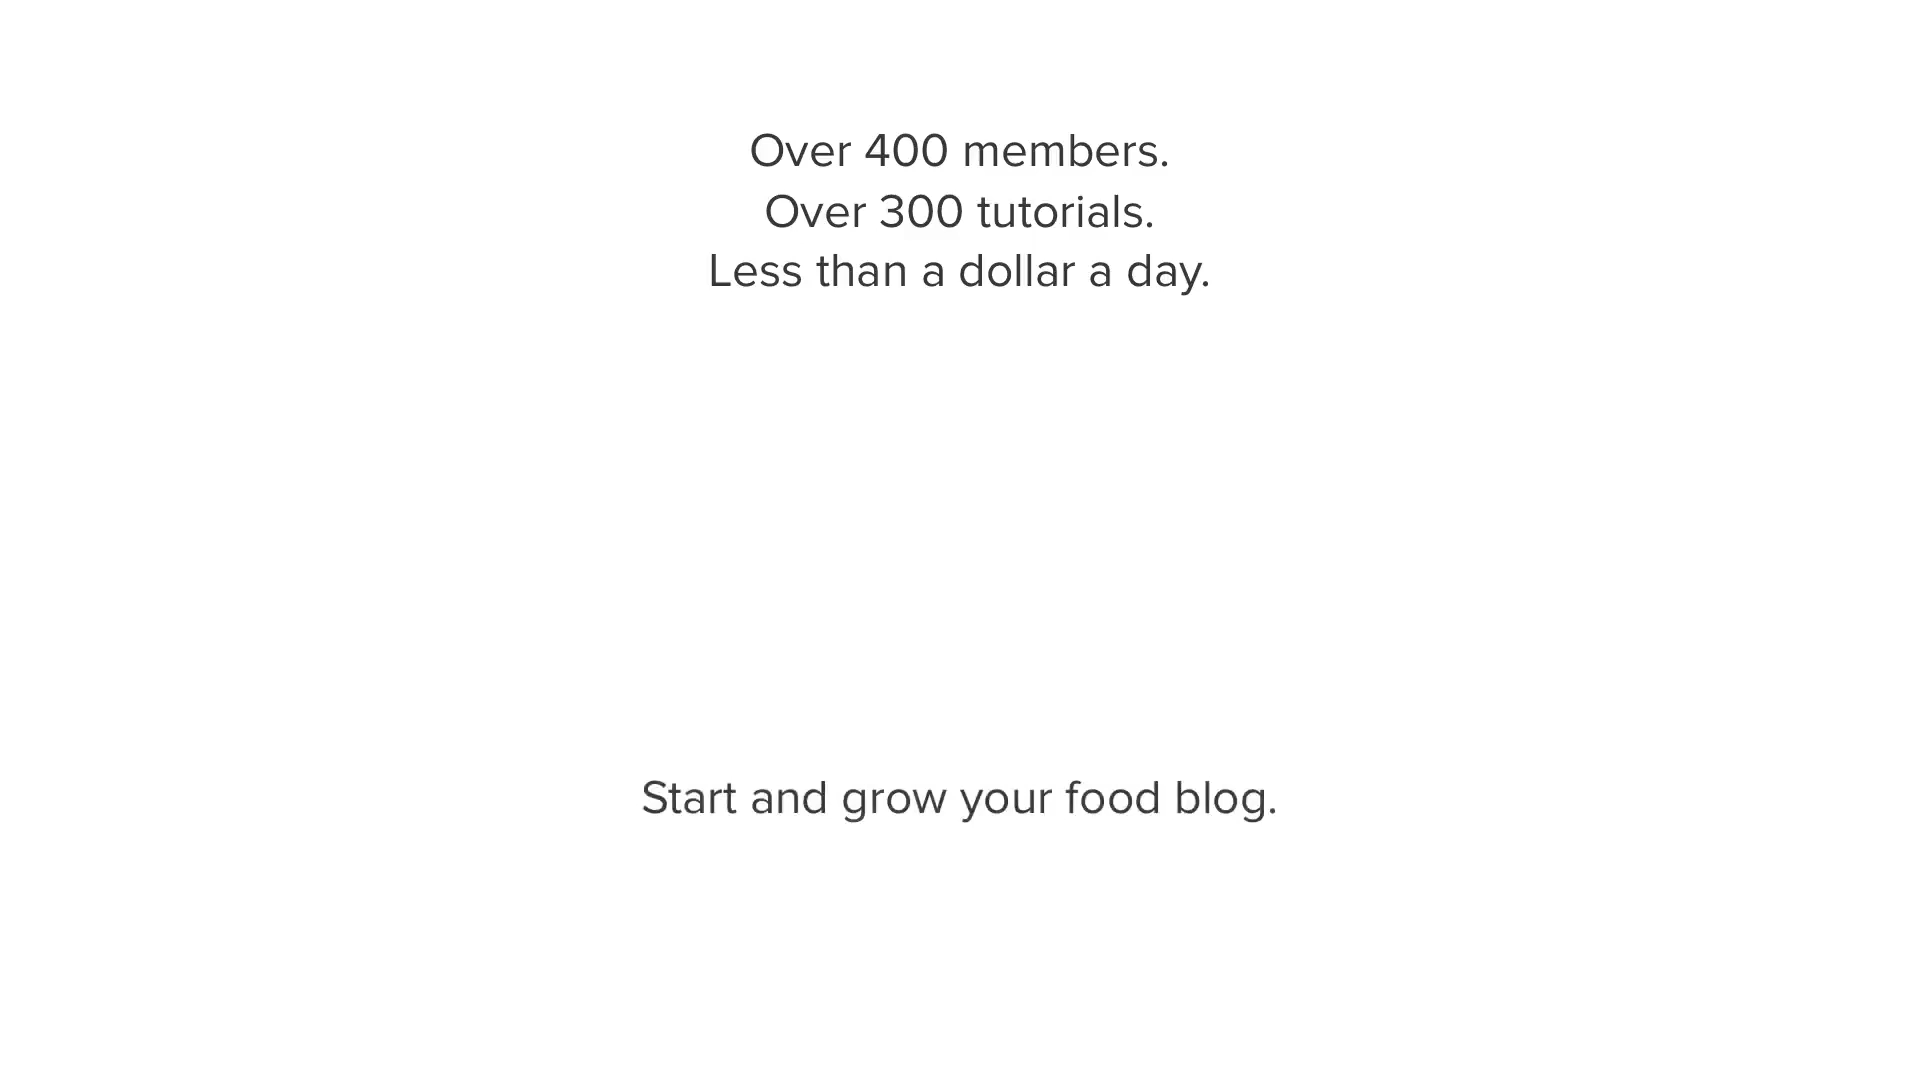 Over 400 members.
Over 300 tutorials.
Less than a dollar a day.
Start and grow your food blog.